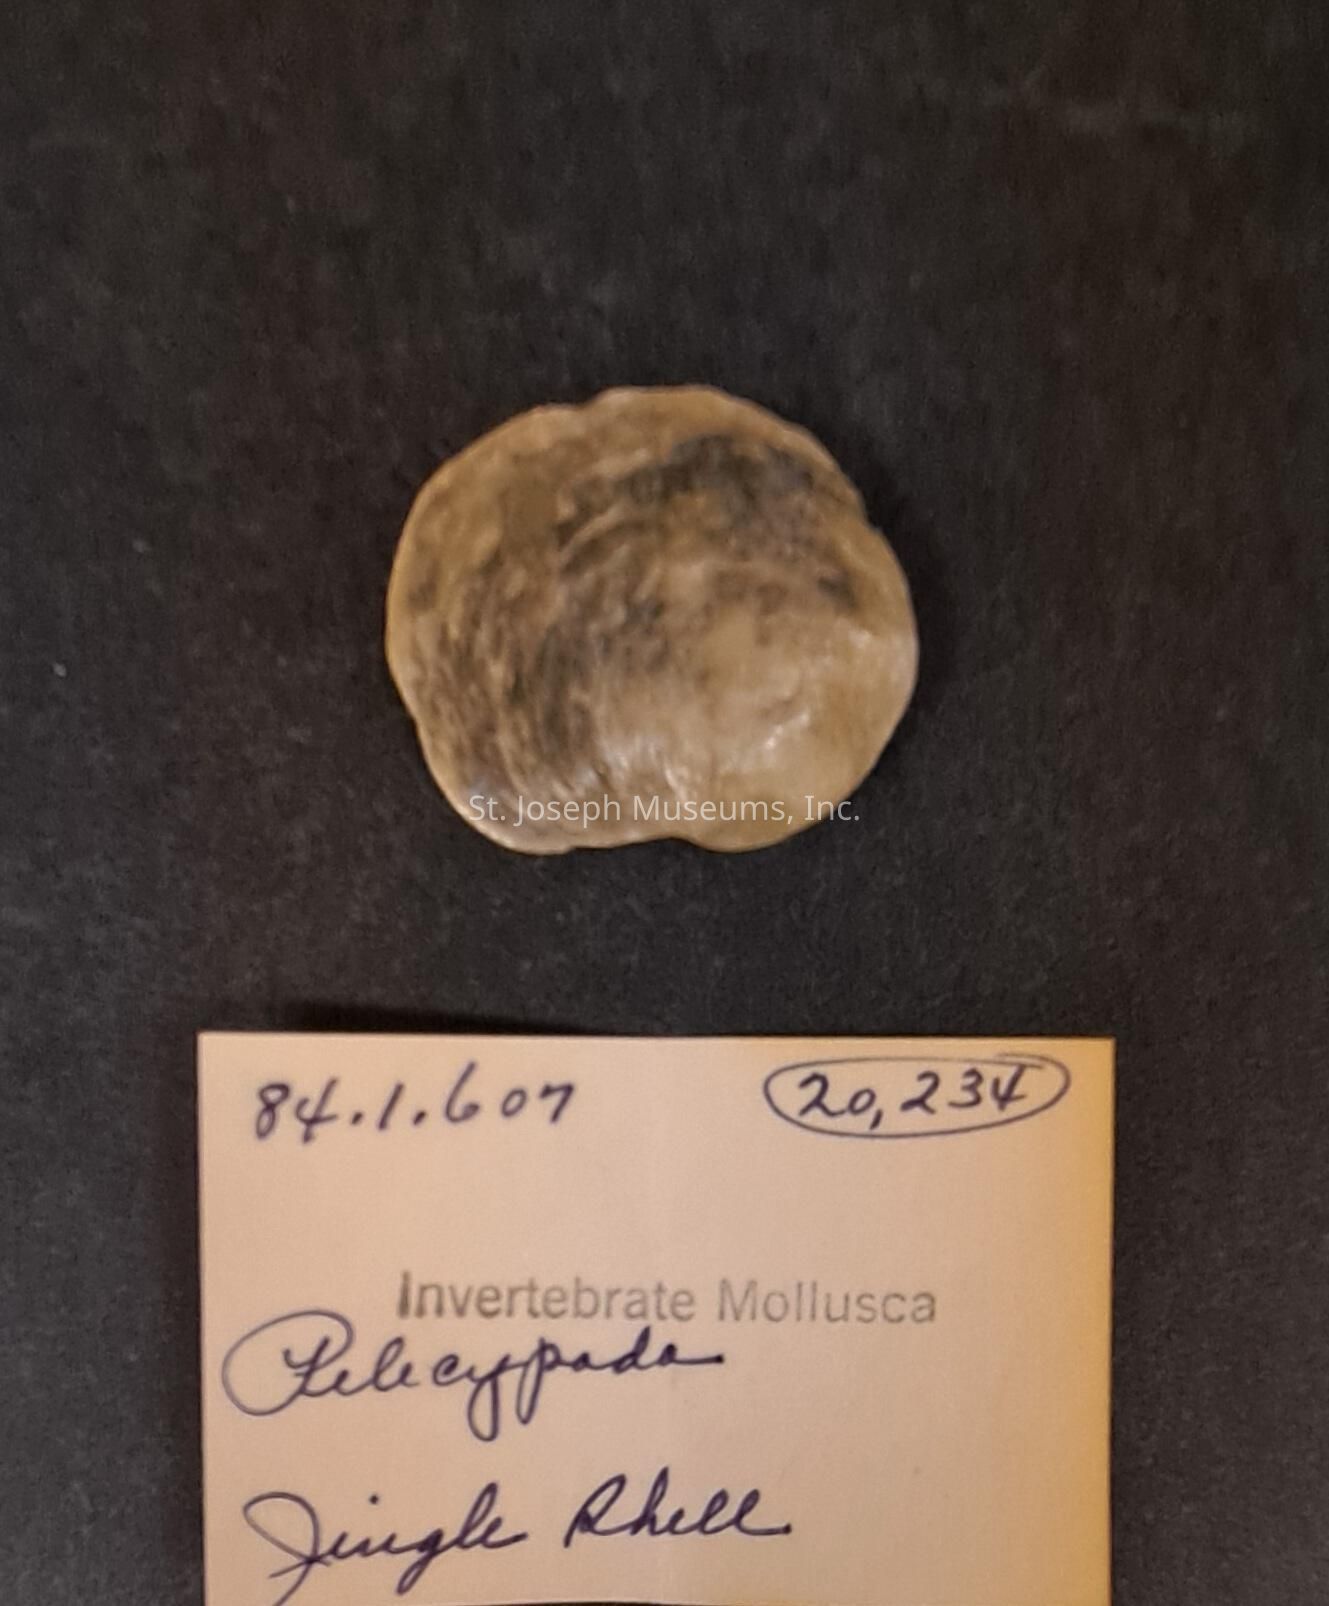 St. Joseph Museums, Inc.
84.1.607
20,234
Invertebrate Mollusca
Pelecypoda
Jingle Shell